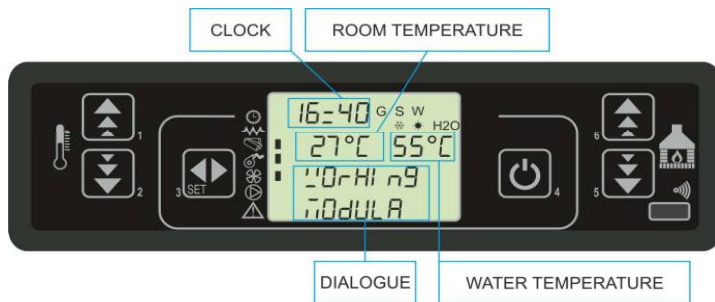 CLOCK ROOM TEMPERATURE
16:40 G S W
H2O
27°C 55°C
WORHING
MODULA
1
2
3 SET
4
6
5
DIALOGUE WATER TEMPERATURE